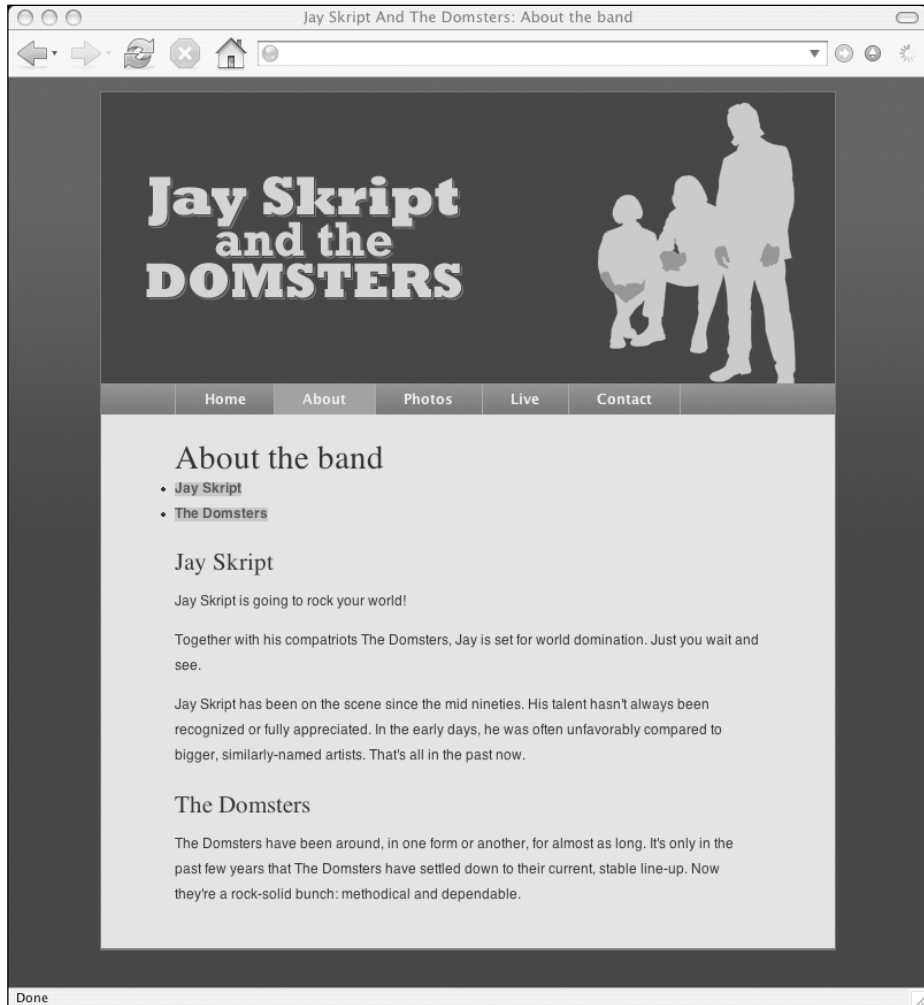 Jay Skript And The Domsters: About the band
Jay Skript
and the
DOMSTERS
Home About Photos Live Contact
About the band
• Jay Skript
• The Domsters
Jay Skript
Jay Skript is going to rock your world!
Together with his compatriots The Domsters, Jay is set for world domination. Just you wait and
see.
Jay Skript has been on the scene since the mid nineties. His talent hasn't always been
recognized or fully appreciated. In the early days, he was often unfavorably compared to
bigger, similarly-named artists. That's all in the past now.
The Domsters
The Domsters have been around, in one form or another, for almost as long. It's only in the
past few years that The Domsters have settled down to their current, stable line-up. Now
they're a rock-solid bunch: methodical and dependable.
Done